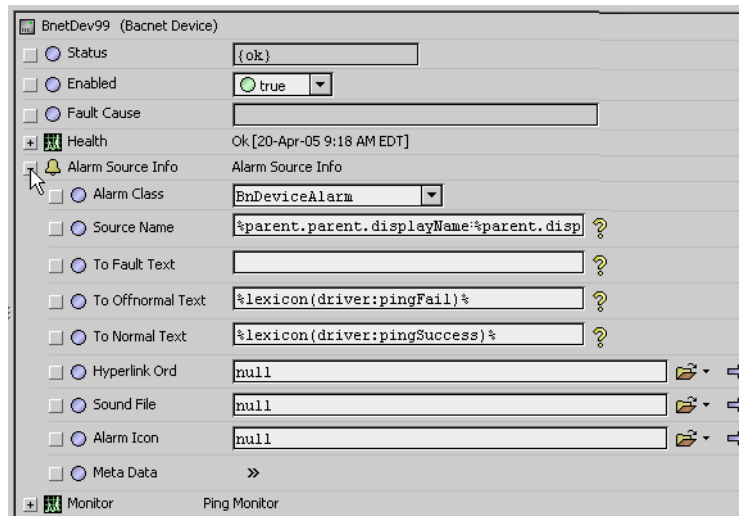 BnetDev99 (Bacnet Device)
Status {ok}
Enabled true
Fault Cause
Health Ok [20-Apr-05 9:18 AM EDT]
Alarm Source Info Alarm Source Info
Alarm Class BnDeviceAlarm
Source Name %parent.parent.displayName%parent.disp
To Fault Text
To Offnormal Text %lexicon(driver:pingFail)%
To Normal Text %lexicon(driver:pingSuccess)%
Hyperlink Ord null
Sound File null
Alarm Icon null
Meta Data »
Monitor Ping Monitor